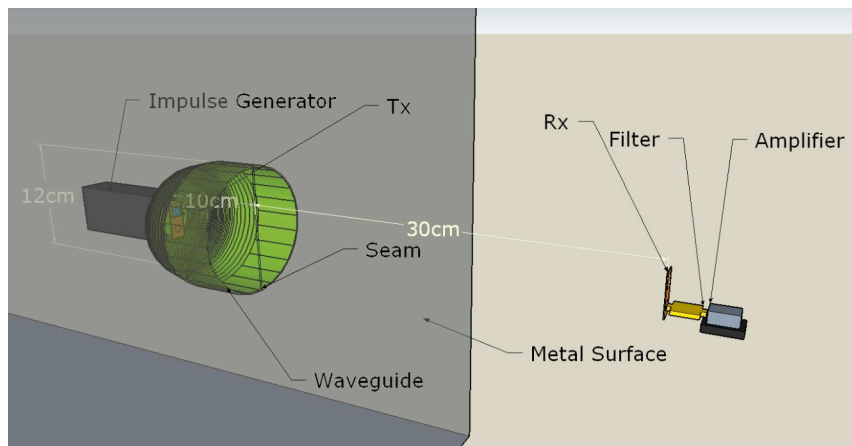 Impulse Generator
Tx
Rx
Filter
Amplifier
12cm
10cm
30cm
Seam
Metal Surface
Waveguide